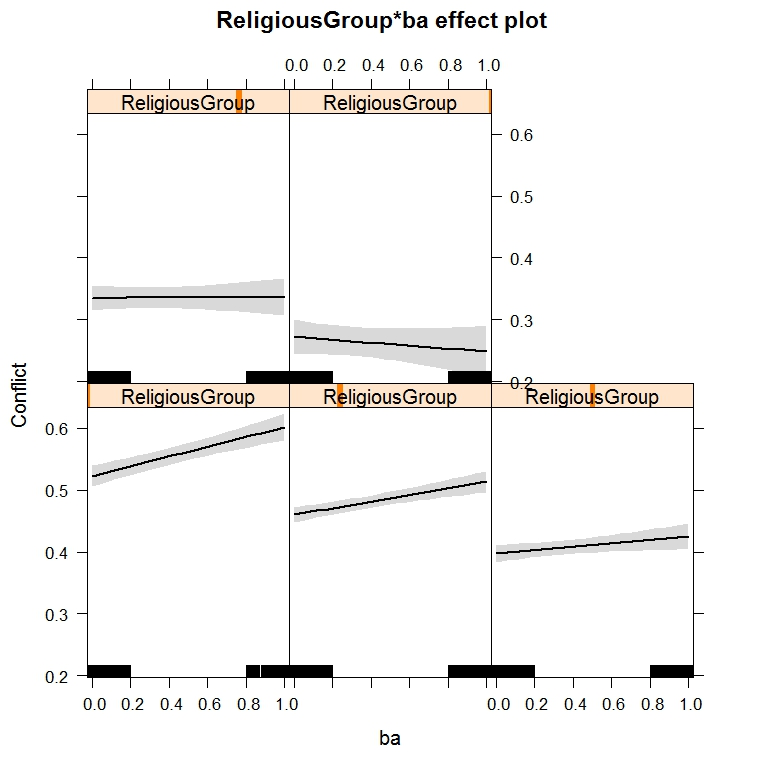 ReligiousGroup*ba effect plot
0.0 0.2 0.4 0.6 0.8 1.0
ReligiousGroup ReligiousGroup
0.6
0.5
0.4
0.3
0.2
Conflict
ReligiousGroup ReligiousGroup ReligiousGroup
0.6
0.5
0.4
0.3
0.2
0.0 0.2 0.4 0.6 0.8 1.0 0.0 0.2 0.4 0.6 0.8 1.0
ba